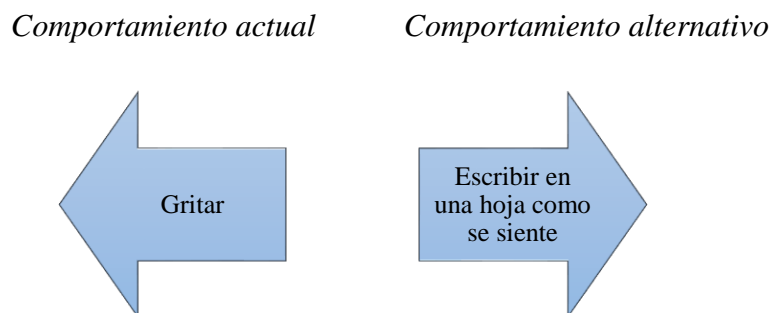 Comportamiento actual
Comportamiento alternativo
Gritar
Escribir en
una hoja como
se siente